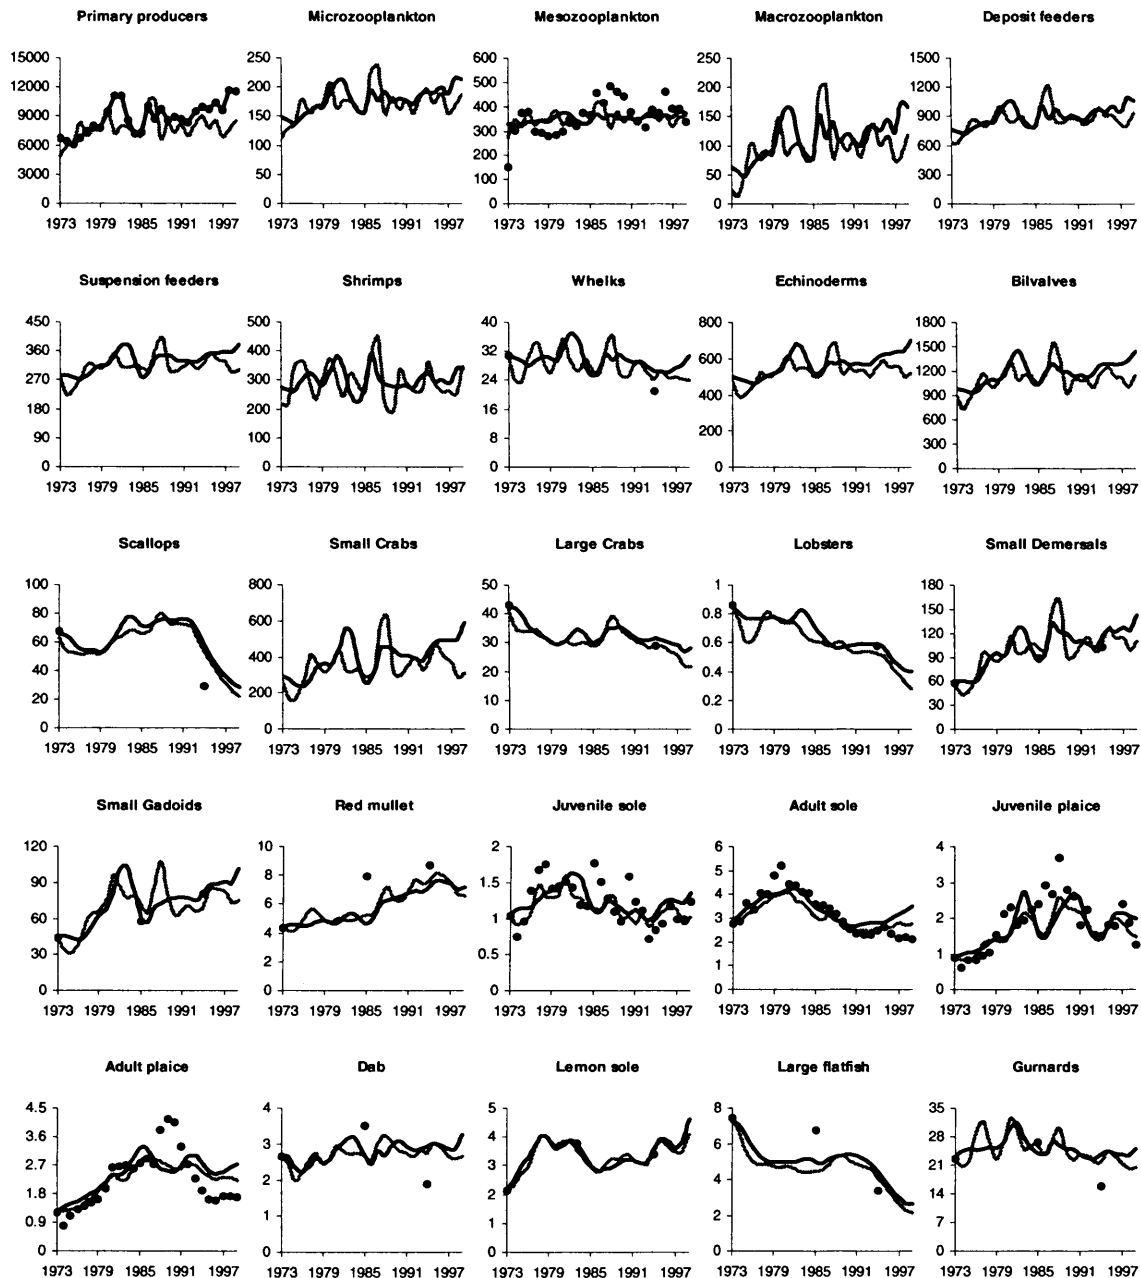 Primary producers Microzooplankton Mesozooplankton Macrozooplankton Deposit feeders
15000 250 600 250 1500
12000 200 500 200 1200
9000 150 400 150 900
6000 100 300 100 600
3000 50 200 50 300
0 0 100 0 0
0
1973 1979 1985 1991 1997 1973 1979 1985 1991 1997 1973 1979 1985 1991 1997 1973 1979 1985 1991 1997 1973 1979 1985 1991 1997
Suspension feeders Shrimps Whelks Echinoderms Bilvalves
450 500 40 800 1800
360 400 32 600 1500
270 300 24 400 1200
180 200 16 200 900
90 100 8 0 600
0 0 0 300
0
1973 1979 1985 1991 1997 1973 1979 1985 1991 1997 1973 1979 1985 1991 1997 1973 1979 1985 1991 1997 1973 1979 1985 1991 1997
Scallops Small Crabs Large Crabs Lobsters Small Demersals
100 800 50 1 180
80 600 40 0.8 150
60 400 30 0.6 120
40 200 20 0.4 90
20 0 10 0.2 60
0 0 0 30
0
1973 1979 1985 1991 1997 1973 1979 1985 1991 1997 1973 1979 1985 1991 1997 1973 1979 1985 1991 1997 1973 1979 1985 1991 1997
Small Gadoids Red mullet Juvenile sole Adult sole Juvenile plaice
120 10 2 6 4
90 8 1.5 5 3
60 6 1 4 2
30 4 0.5 3 1
0 2 0 2 0
0 1
0
1973 1979 1985 1991 1997 1973 1979 1985 1991 1997 1973 1979 1985 1991 1997 1973 1979 1985 1991 1997 1973 1979 1985 1991 1997
Adult plaice Dab Lemon sole Large flatfish Gurnards
4.5 4 5 8 35
3.6 3 4 6 28
2.7 2 3 4 21
1.8 1 2 2 14
0.9 0 1 0 7
0 0 0
1973 1979 1985 1991 1997 1973 1979 1985 1991 1997 1973 1979 1985 1991 1997 1973 1979 1985 1991 1997 1973 1979 1985 1991 1997